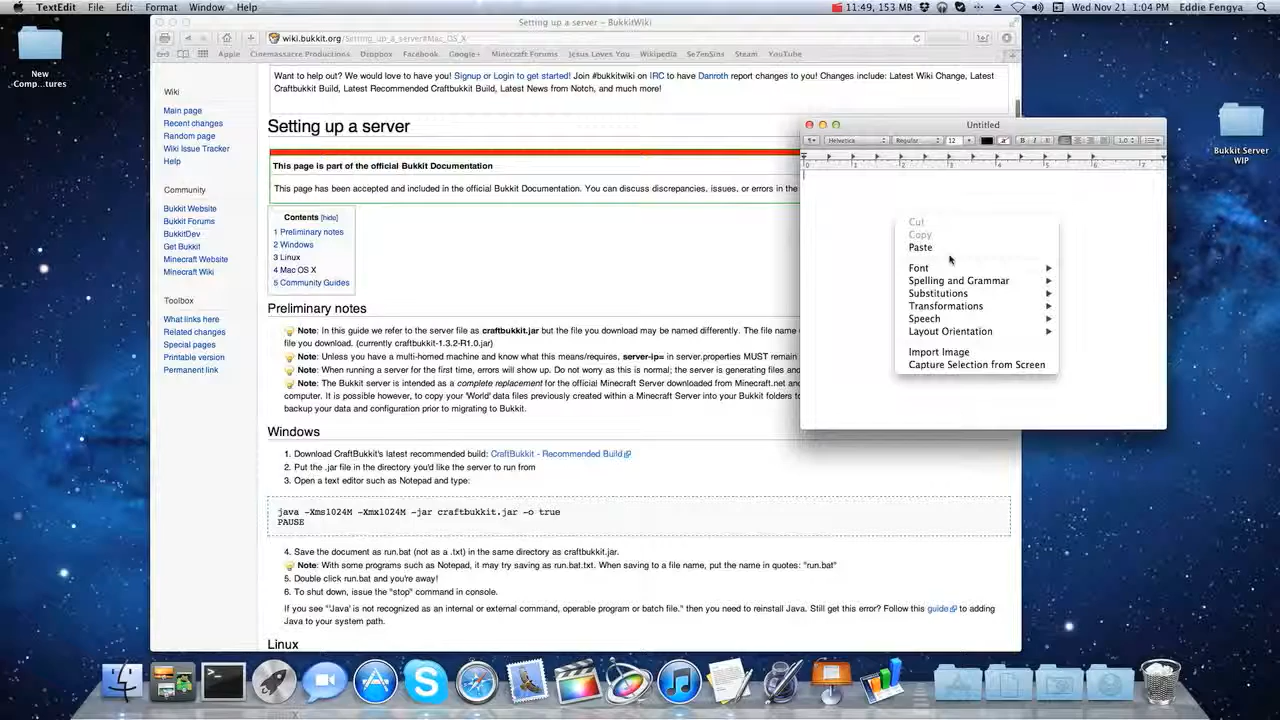 TextEdit File Edit Format Window Help
11:49, 153 MB Wed Nov 21 1:04 PM Eddie Fengya
Setting up a server – BukkitWiki
wiki.bukkit.org/Setting_up_a_server#Mac_OS_X
Apple Cinemassacre Productions Dropbox Facebook Google+ Minecraft Forums Jesus Loves You Wikipedia Se7enSins Steam YouTube
New
Comp...tures
Bukkit Server
WIP
Wiki
Main page
Recent changes
Random page
Wiki Issue Tracker
Help
Community
Bukkit Website
Bukkit Forums
BukkitDev
Get Bukkit
Minecraft Website
Minecraft Wiki
Toolbox
What links here
Related changes
Special pages
Printable version
Permanent link
Want to help out? We would love to have you! Signup or Login to get started! Join #bukkitwiki on IRC to have Danroth report changes to you! Changes include: Latest Wiki Change, Latest
Craftbukkit Build, Latest Recommended Craftbukkit Build, Latest News from Notch, and much more!
Setting up a server
This page is part of the official Bukkit Documentation
This page has been accepted and included in the official Bukkit Documentation. You can discuss discrepancies, issues, or errors in the
Contents [hide]
1 Preliminary notes
2 Windows
3 Linux
4 Mac OS X
5 Community Guides
Preliminary notes
Note: In this guide we refer to the server file as craftbukkit.jar but the file you download may be named differently. The file name
file you download. (currently craftbukkit-1.3.2-R1.0.jar)
Note: Unless you have a multi-homed machine and know what this means/requires, server-ip= in server.properties MUST remain
Note: When running a server for the first time, errors will show up. Do not worry as this is normal; the server is generating files and
Note: The Bukkit server is intended as a complete replacement for the official Minecraft Server downloaded from Minecraft.net and
computer. It is possible however, to copy your 'World' data files previously created within a Minecraft Server into your Bukkit folders to
backup your data and configuration prior to migrating to Bukkit.
Windows
1. Download CraftBukkit's latest recommended build: CraftBukkit - Recommended Build
2. Put the .jar file in the directory you'd like the server to run from
3. Open a text editor such as Notepad and type:
java -Xms1024M -Xmx1024M -jar craftbukkit.jar -o true
PAUSE
4. Save the document as run.bat (not as a .txt) in the same directory as craftbukkit.jar.
Note: With some programs such as Notepad, it may try saving as run.bat.txt. When saving to a file name, put the name in quotes: "run.bat"
5. Double click run.bat and you're away!
6. To shut down, issue the "stop" command in console.
If you see "'Java' is not recognized as an internal or external command, operable program or batch file." then you need to reinstall Java. Still get this error? Follow this guide to adding
Java to your system path.
Linux
Untitled
Helvetica Regular 12 B I U 1.0
0 1 2 3 4 5 6 7
Cut
Copy
Paste
Font
Spelling and Grammar
Substitutions
Transformations
Speech
Layout Orientation
Import Image
Capture Selection from Screen